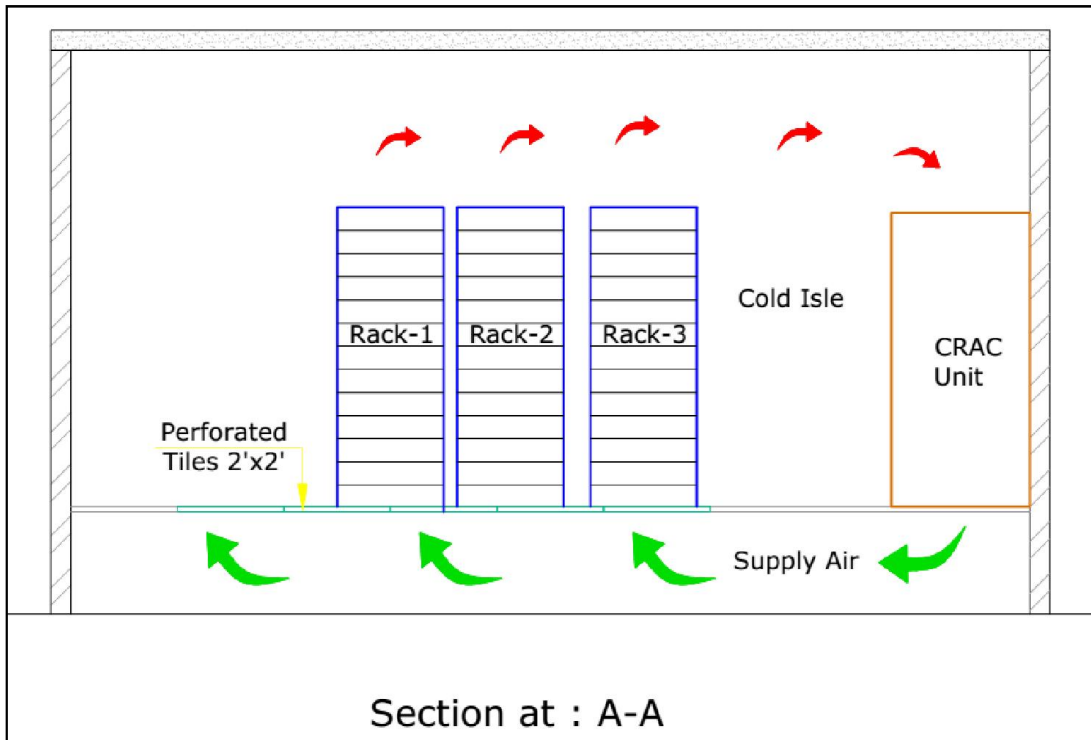 Cold Isle
Rack-1
Rack-2
Rack-3
CRAC
Unit
Perforated
Tiles 2'x2'
Supply Air
Section at : A-A